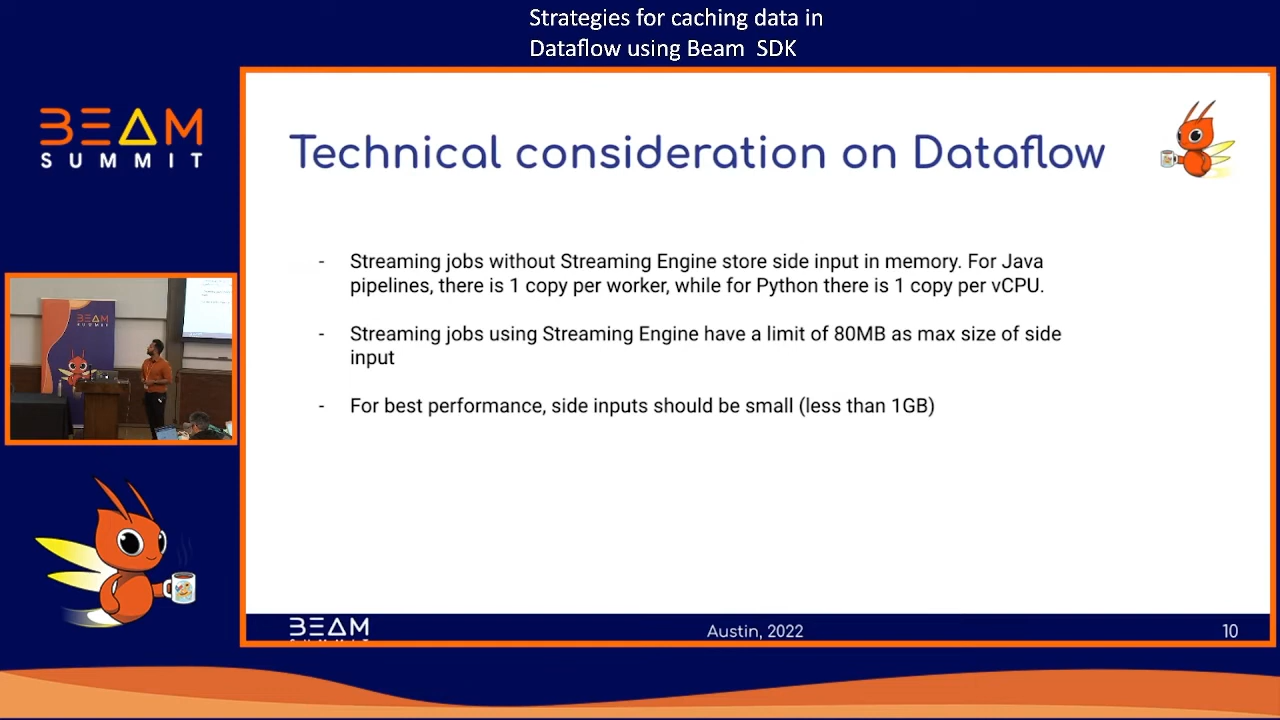 Strategies for caching data in
Dataflow using Beam SDK
BEAM
SUMMIT
Technical consideration on Dataflow
- Streaming jobs without Streaming Engine store side input in memory. For Java
pipelines, there is 1 copy per worker, while for Python there is 1 copy per vCPU.
- Streaming jobs using Streaming Engine have a limit of 80MB as max size of side
input
- For best performance, side inputs should be small (less than 1GB)
BEAM
SUMMIT
BEAM
Austin, 2022
10